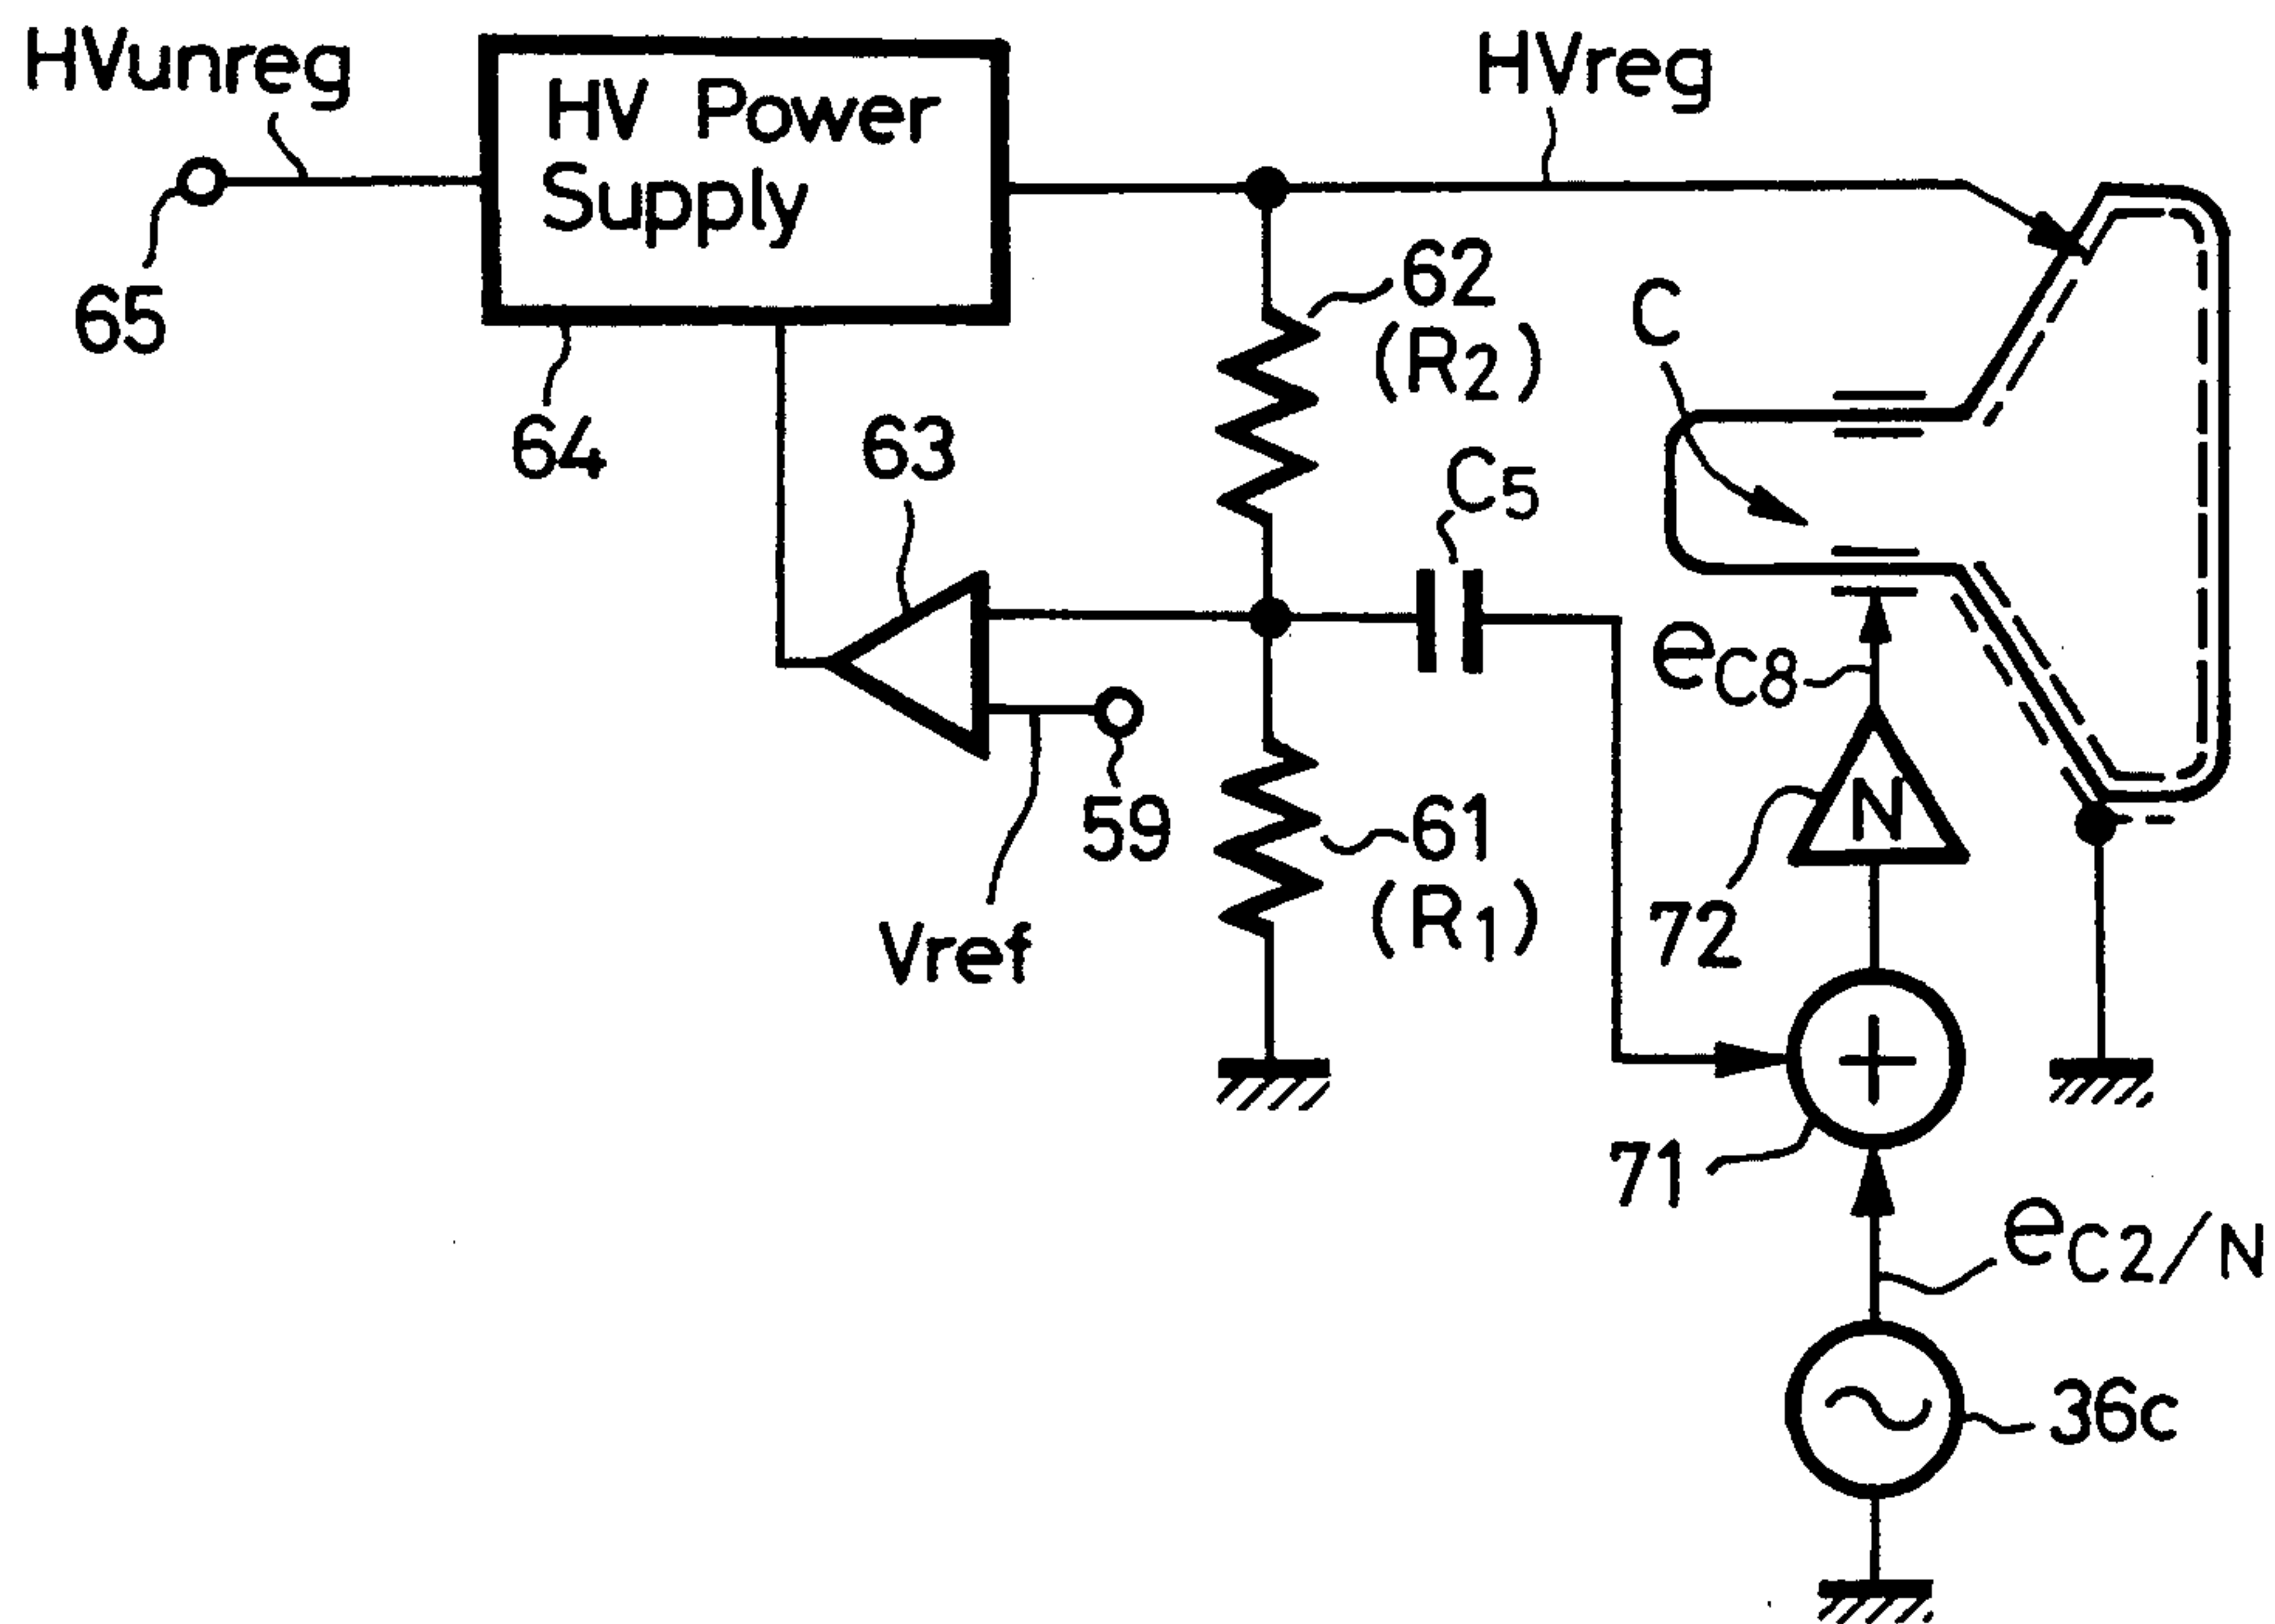 HVunreg
HV Power
Supply
HVreg
65
64
63
62
(R2)
C
C5
eC8
59
Vref
61
(R1)
N
72
+
71
eC2/N
36c